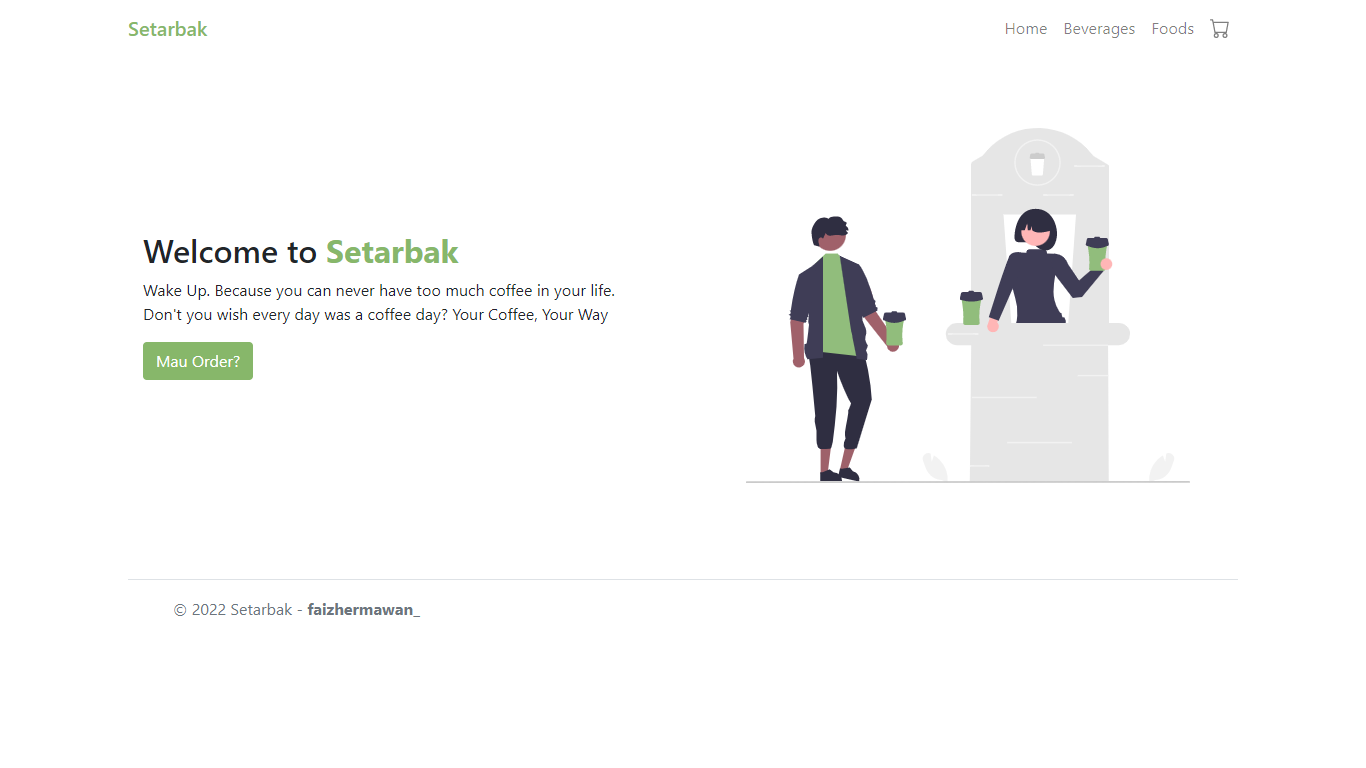 Setarbak
Home Beverages Foods
Welcome to Setarbak
Wake Up. Because you can never have too much coffee in your life.
Don't you wish every day was a coffee day? Your Coffee, Your Way
Mau Order?
© 2022 Setarbak - faizhermawan_